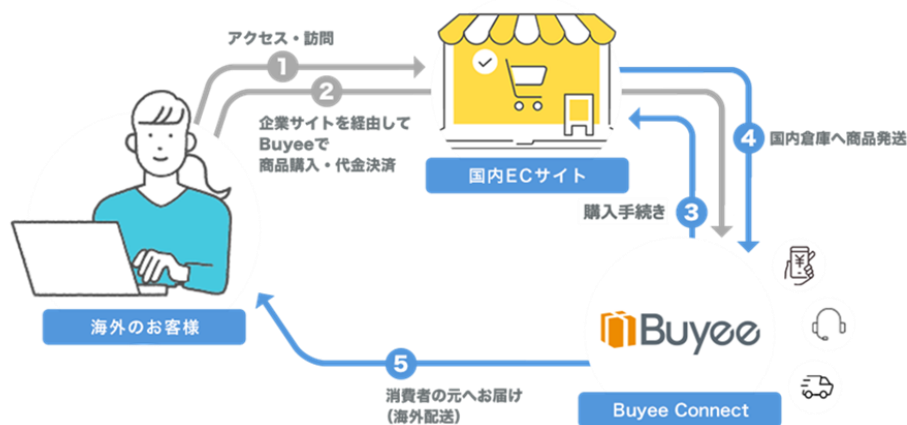 アクセス・訪問
1
2
企業サイトを経由して
Buyeeで
商品購入・代金決済
国内ECサイト
4
国内倉庫へ商品発送
購入手続き
3
¥
海外のお客様
Buyee
5
消費者の元へお届け
(海外配送)
Buyee Connect